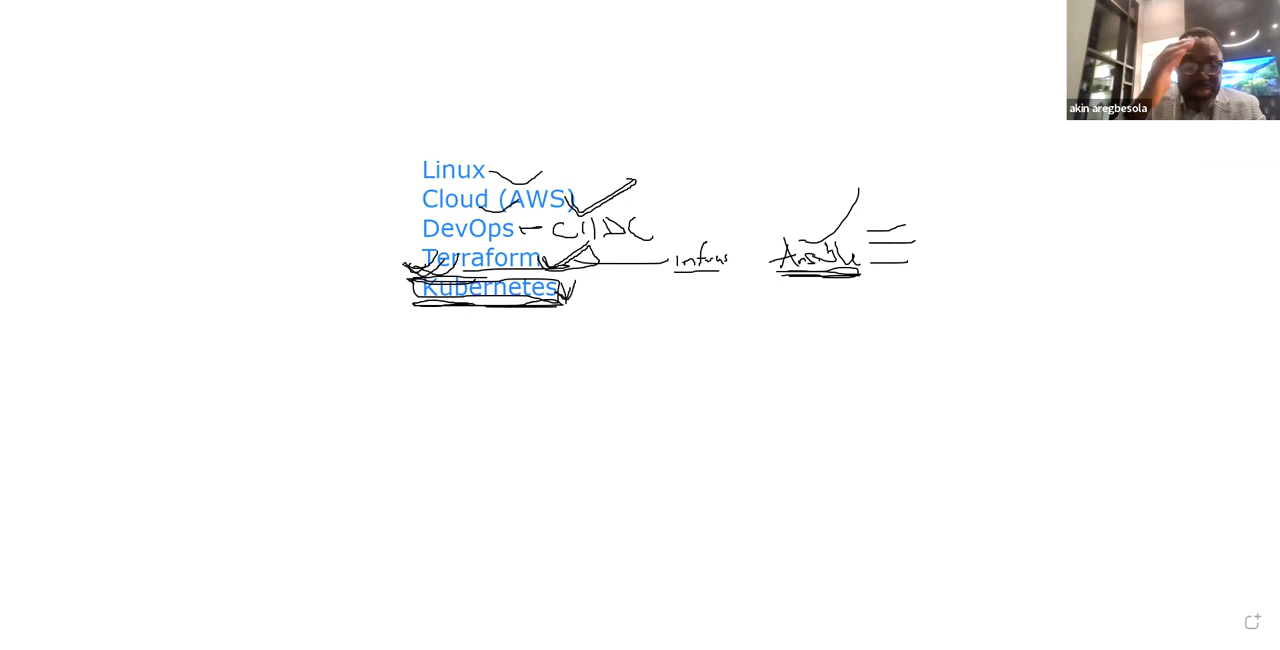 akin aregbesola
Linux
Cloud (AWS)
DevOps - CI/DC
Terraform infras Ansible
Kubernetes